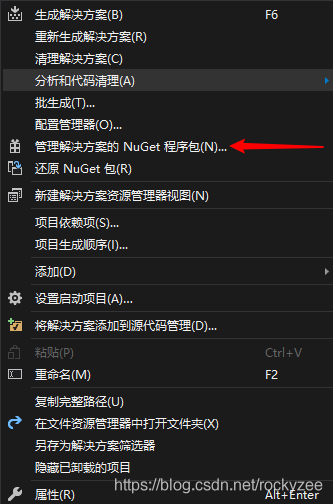 生成解决方案(B) F6
重新生成解决方案(R)
清理解决方案(C)
分析和代码清理(A)
批生成(T)...
配置管理器(O)...
管理解决方案的 NuGet 程序包(N)...
还原 NuGet 包(R)
新建解决方案资源管理器视图(N)
项目依赖项(S)...
项目生成顺序(I)...
添加(D)
设置启动项目(A)...
将解决方案添加到源代码管理(D)...
粘贴(P) Ctrl+V
重命名(M) F2
复制完整路径(U)
在文件资源管理器中打开文件夹(X)
另存为解决方案筛选器
隐藏已卸载的项目
属性(R) Alt+Enter
https://blog.csdn.net/rockyzee